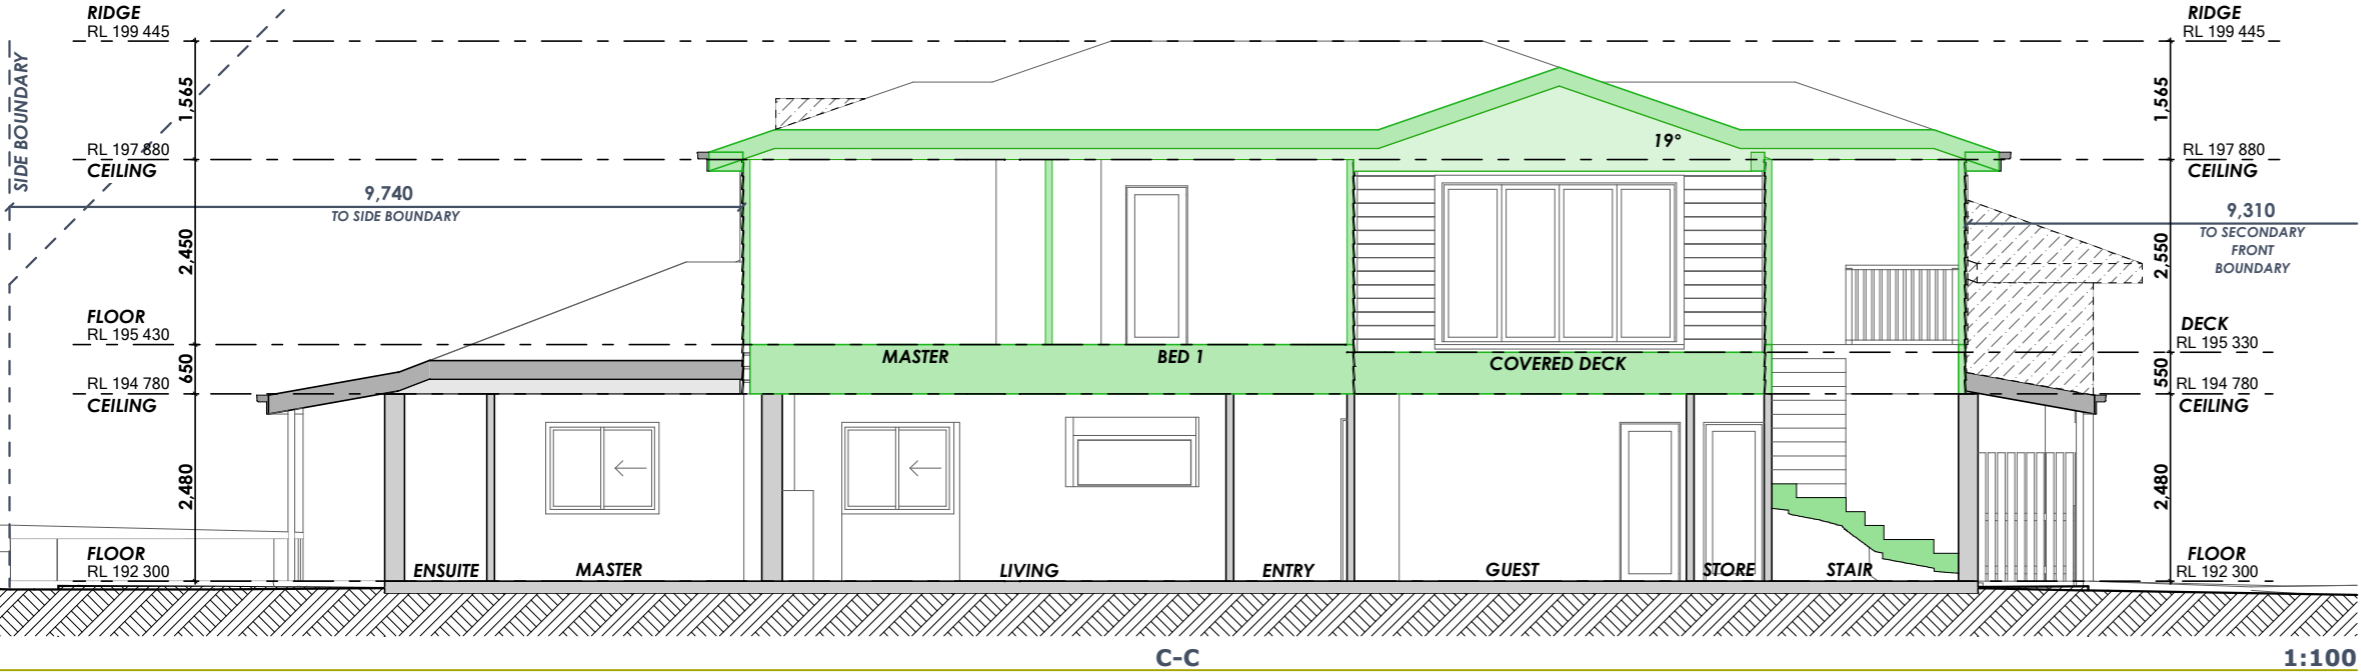 RIDGE
RL 199 445
RIDGE
RL 199 445
SIDE BOUNDARY
1,565
1,565
19°
RL 197 880
CEILING
RL 197 880
CEILING
9,740
TO SIDE BOUNDARY
9,310
TO SECONDARY
FRONT
BOUNDARY
2,450
2,550
FLOOR
RL 195 430
DECK
RL 195 330
MASTER
BED 1
COVERED DECK
650
550
RL 194 780
CEILING
RL 194 780
CEILING
2,480
2,480
FLOOR
RL 192 300
ENSUITE
MASTER
LIVING
ENTRY
GUEST
STORE
STAIR
FLOOR
RL 192 300
C-C
1:100